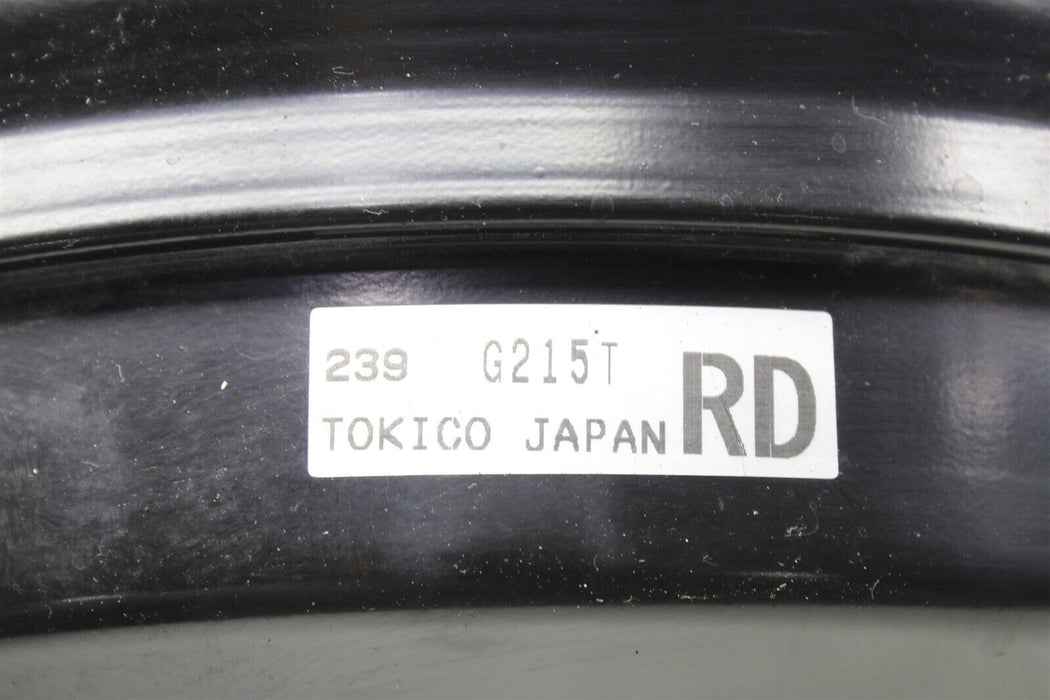 239 G215T RD
TOKICO JAPAN